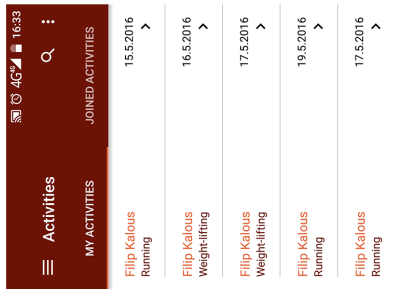 4G 16:33
Activities
MY ACTIVITIES JOINED ACTIVITIES
Filip Kalous 15.5.2016
Running
Filip Kalous 16.5.2016
Weight-lifting
Filip Kalous 17.5.2016
Weight-lifting
Filip Kalous 19.5.2016
Running
Filip Kalous 17.5.2016
Running